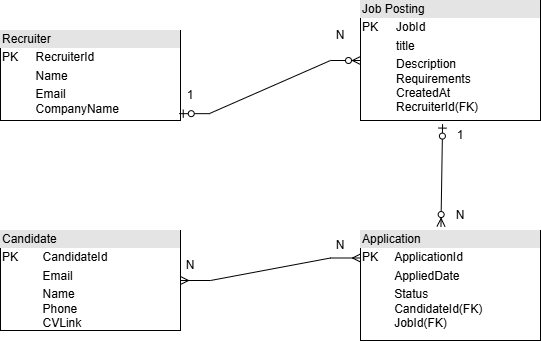 Recruiter
PK RecruiterId
Name
Email
CompanyName
1
N
Job Posting
PK JobId
title
Description
Requirements
CreatedAt
RecruiterId(FK)
1
N
Candidate
PK CandidateId
Email
Name
Phone
CVLink
N
N
Application
PK ApplicationId
AppliedDate
Status
CandidateId(FK)
JobId(FK)